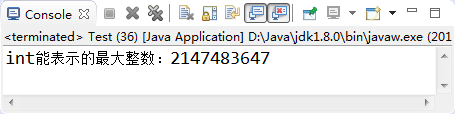 Console
<terminated> Test (36) [Java Application] D:\Java\jdk1.8.0\bin\javaw.exe (201
int能表示的最大整数：2147483647